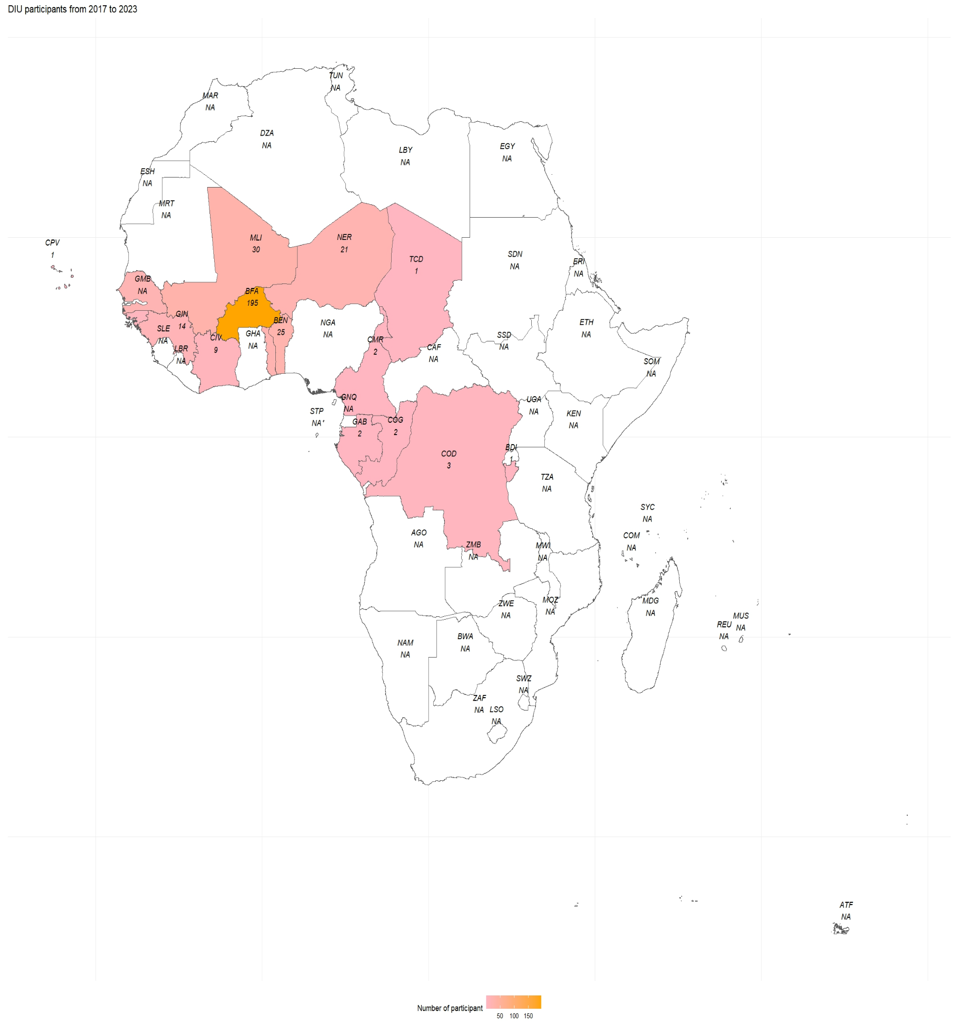 DIU participants from 2017 to 2023
TUN
NA
MAR
NA
DZA
NA
LBY
NA
EGY
NA
ESH
NA
MRT
NA
CPV
1
MLI
30
NER
21
TCD
1
SDN
NA
ERI
NA
GMB
NA
BFA
195
GIN
14
SLE
NA
LBR
NA
CIV
9
GHA
NA
BEN
25
NGA
NA
CMR
2
CAF
NA
SSD
NA
ETH
NA
SOM
NA
GNQ
NA
STP
NA
GAB
2
COG
2
COD
3
UGA
NA
KEN
NA
BDI
1
TZA
NA
SYC
NA
COM
NA
AGO
NA
ZMB
NA
MWI
NA
MOZ
NA
ZWE
NA
MDG
NA
MUS
NA
REU
NA
NAM
NA
BWA
NA
SWZ
NA
ZAF
NA
LSO
NA
ATF
NA
Number of participant
50 100 150